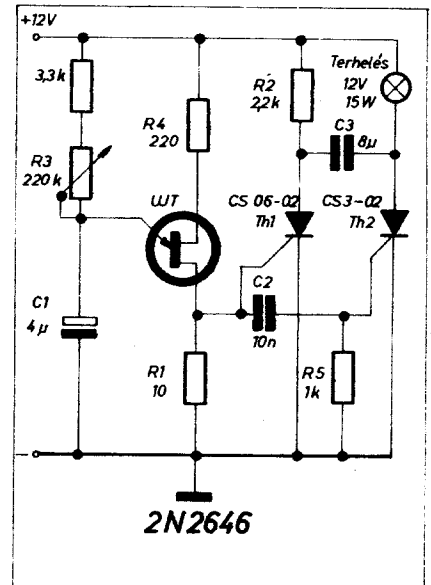 +12V
3,3k
R3
220k
C1
4µ
R4
220
UJT
R1
10
R2
2,2k
C3
8µ
Terhelés
12V
15W
CS 06-02
Th1
CS3-02
Th2
C2
10n
R5
1k
-
2N2646